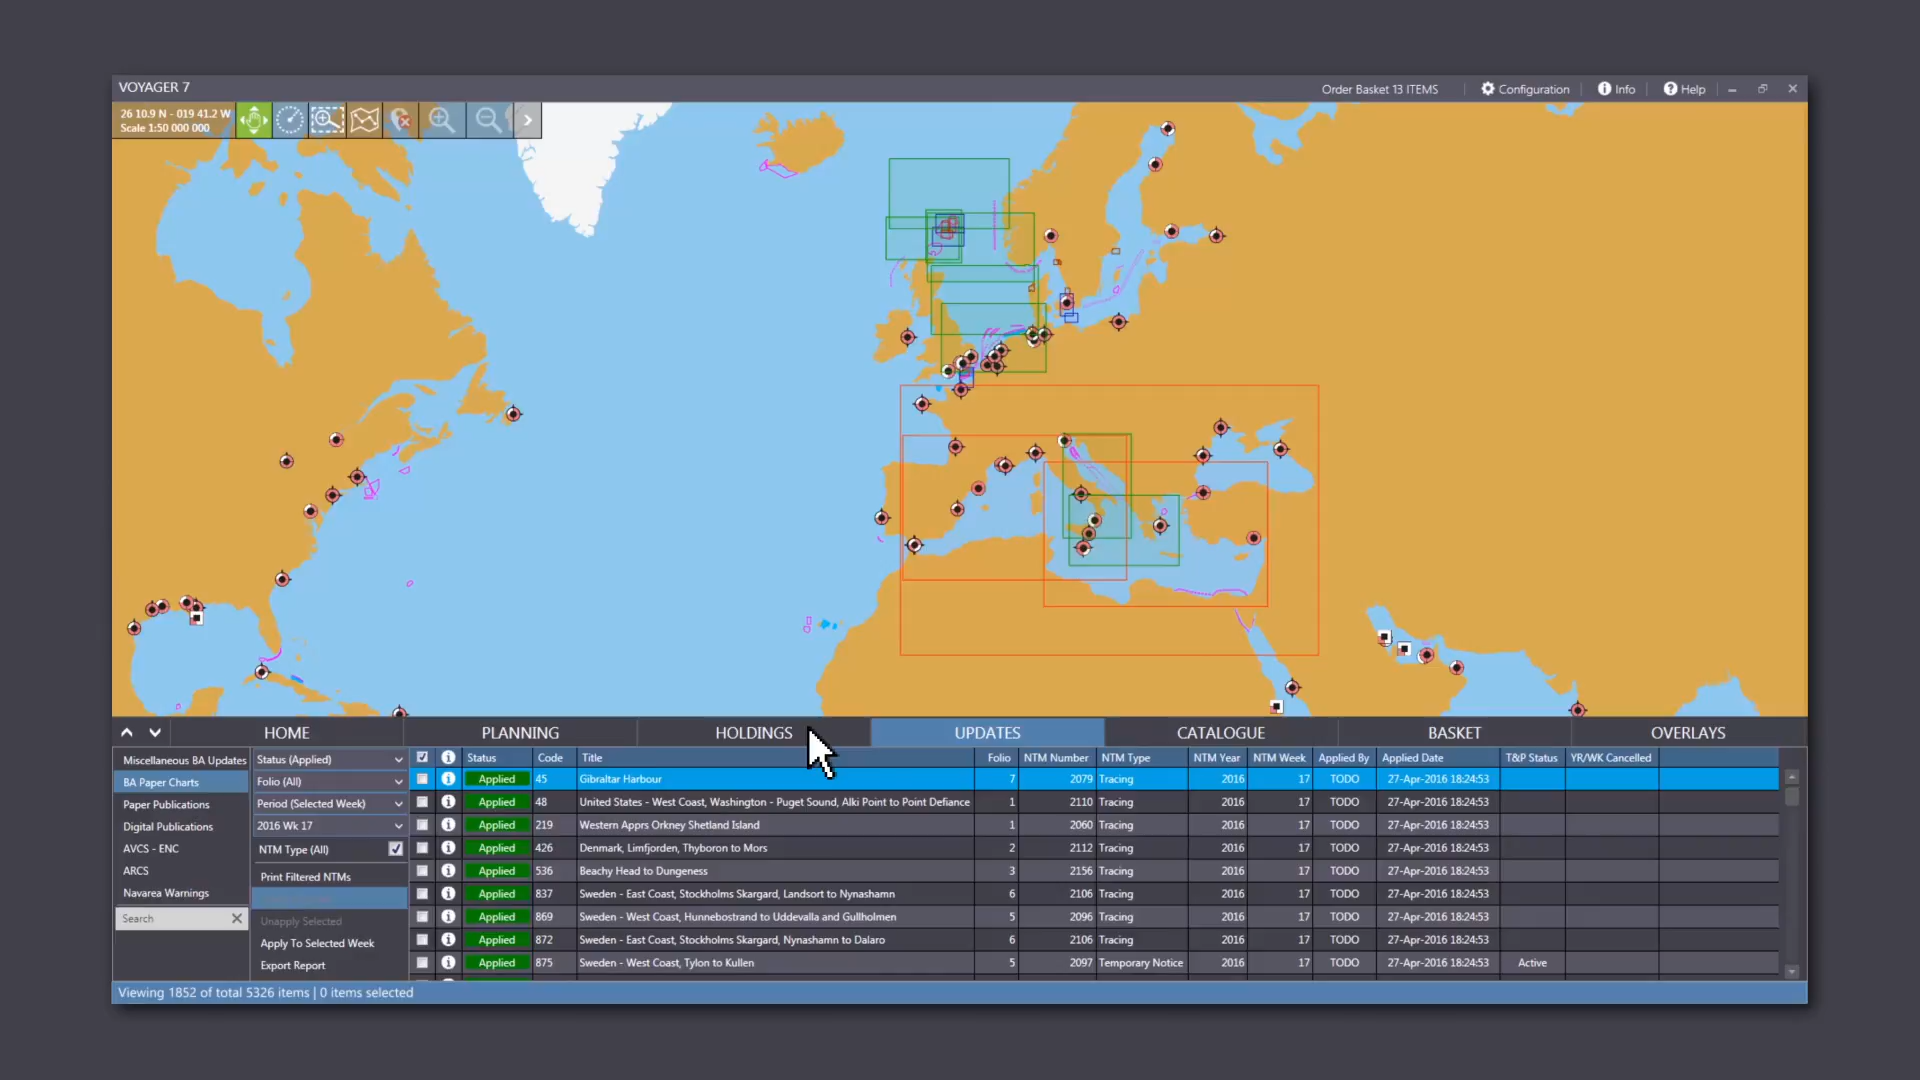 VOYAGER 7
Order Basket 13 ITEMS
Configuration
Info
Help
26 10.9 N - 019 41.2 W
Scale 1:50 000 000
HOME
PLANNING
HOLDINGS
UPDATES
CATALOGUE
BASKET
OVERLAYS
Miscellaneous BA Updates
BA Paper Charts
Paper Publications
Digital Publications
AVCS - ENC
ARCS
Navarea Warnings
Search
Status (Applied)
Folio (All)
Period (Selected Week)
2016 Wk 17
NTM Type (All)
Print Filtered NTMs
Unapply Selected
Apply To Selected Week
Export Report
Status Code Title Folio NTM Number NTM Type NTM Year NTM Week Applied By Applied Date T&P Status YR/WK Cancelled
Applied 45 Gibraltar Harbour 7 2079 Tracing 2016 17 TODO 27-Apr-2016 18:24:53
Applied 48 United States - West Coast, Washington - Puget Sound, Alki Point to Point Defiance 1 2110 Tracing 2016 17 TODO 27-Apr-2016 18:24:53
Applied 219 Western Apprs Orkney Shetland Island 1 2060 Tracing 2016 17 TODO 27-Apr-2016 18:24:53
Applied 426 Denmark, Limfjorden, Thyboron to Mors 2 2112 Tracing 2016 17 TODO 27-Apr-2016 18:24:53
Applied 536 Beachy Head to Dungeness 3 2156 Tracing 2016 17 TODO 27-Apr-2016 18:24:53
Applied 837 Sweden - East Coast, Stockholms Skargard, Landsort to Nynashamn 6 2106 Tracing 2016 17 TODO 27-Apr-2016 18:24:53
Applied 869 Sweden - West Coast, Hunnebostrand to Uddevalla and Gullholmen 5 2096 Tracing 2016 17 TODO 27-Apr-2016 18:24:53
Applied 872 Sweden - East Coast, Stockholms Skargard, Nynashamn to Dalaro 6 2106 Tracing 2016 17 TODO 27-Apr-2016 18:24:53
Applied 875 Sweden - West Coast, Tylon to Kullen 5 2097 Temporary Notice 2016 17 TODO 27-Apr-2016 18:24:53 Active
Viewing 1852 of total 5326 items | 0 items selected